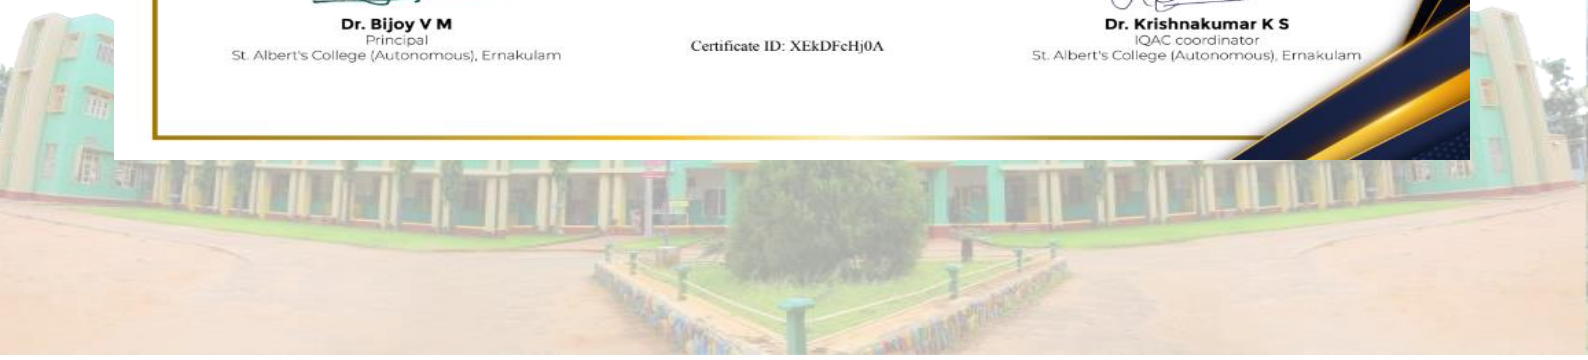 Dr. Bijoy V M
Principal
St. Albert's College (Autonomous), Ernakulam
Certificate ID: XEkDFcHj0A
Dr. Krishnakumar K S
IQAC coordinator
St. Albert's College (Autonomous), Ernakulam